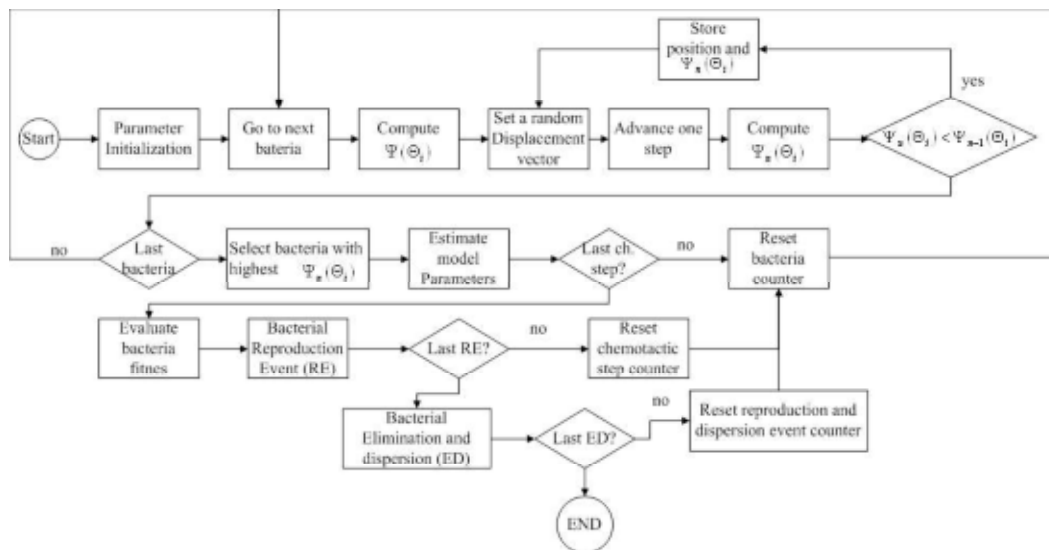 Store
position and
Ψₙ(Θᵢ)
yes
Start
Parameter
Initialization
Go to next
bateria
Compute
Ψ(Θᵢ)
Set a random
Displacement
vector
Advance one
step
Compute
Ψₙ(Θᵢ)
Ψₙ(Θᵢ) < Ψₙ₋₁(Θᵢ)
no
Last
bacteria
Select bacteria with
highest Ψₙ(Θᵢ)
Estimate
model
Parameters
Last ch.
step?
no
Reset
bacteria
counter
Evaluate
bacteria
fitnes
Bacterial
Reproduction
Event (RE)
Last RE?
no
Reset
chemotactic
step counter
Bacterial
Elimination and
dispersion (ED)
Last ED?
no
Reset reproduction and
dispersion event counter
END